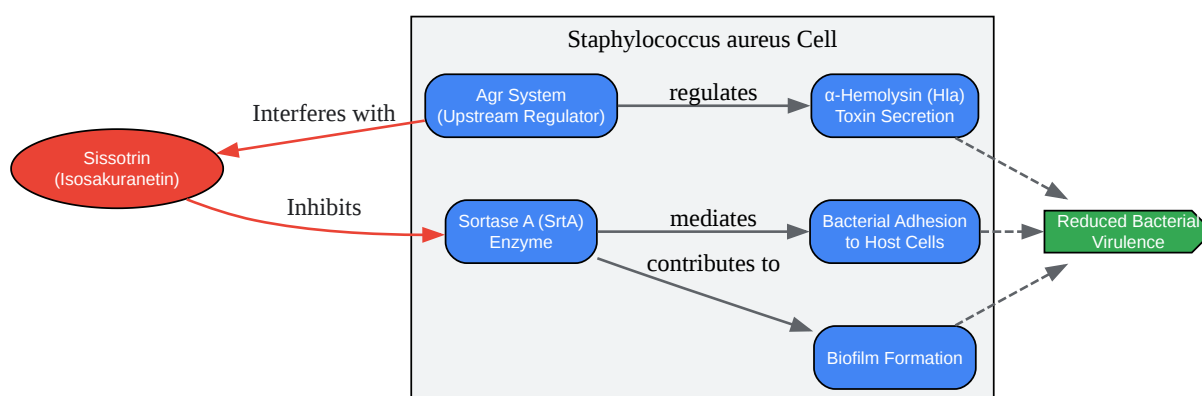 Staphylococcus aureus Cell
Agr System
(Upstream Regulator)
regulates
α-Hemolysin (Hla)
Toxin Secretion
Interferes with
Sissotrin
(Isosakuranetin)
Inhibits
Sortase A (SrtA)
Enzyme
mediates
Bacterial Adhesion
to Host Cells
Reduced Bacterial
Virulence
contributes to
Biofilm Formation